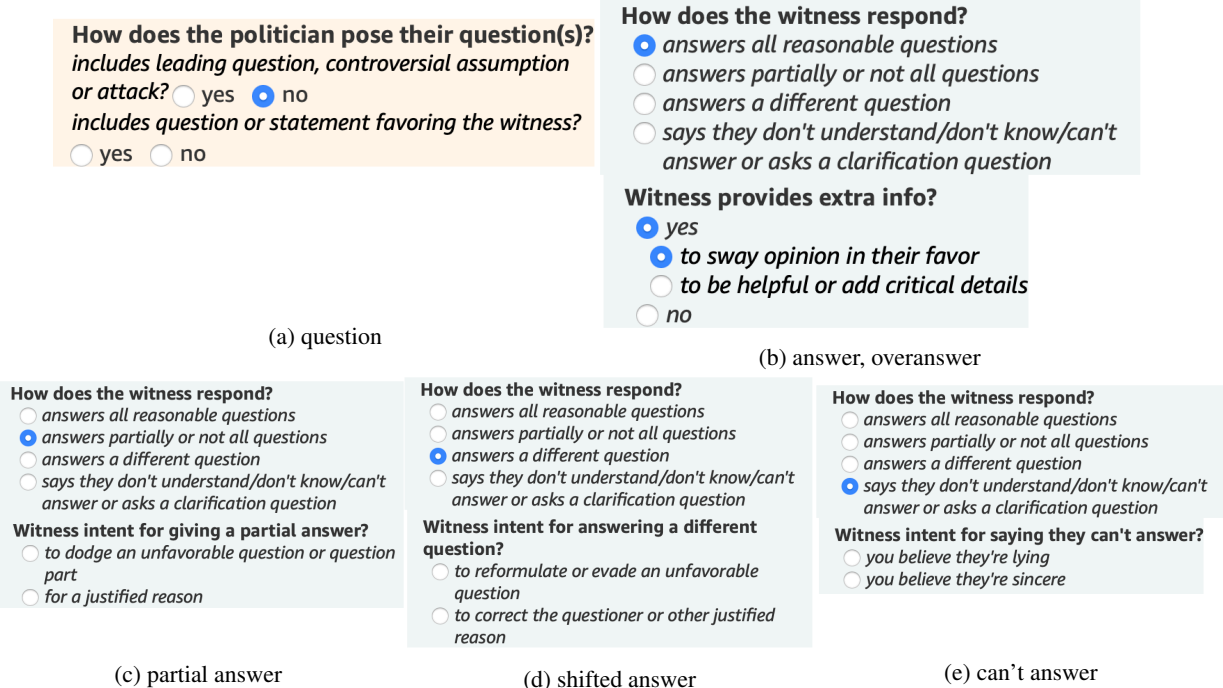 How does the politician pose their question(s)?
includes leading question, controversial assumption
or attack? yes no
includes question or statement favoring the witness?
yes no
(a) question
How does the witness respond?
answers all reasonable questions
answers partially or not all questions
answers a different question
says they don't understand/don't know/can't
answer or asks a clarification question
Witness provides extra info?
yes
to sway opinion in their favor
to be helpful or add critical details
no
(b) answer, overanswer
How does the witness respond?
answers all reasonable questions
answers partially or not all questions
answers a different question
says they don't understand/don't know/can't
answer or asks a clarification question
Witness intent for giving a partial answer?
to dodge an unfavorable question or question
part
for a justified reason
(c) partial answer
How does the witness respond?
answers all reasonable questions
answers partially or not all questions
answers a different question
says they don't understand/don't know/can't
answer or asks a clarification question
Witness intent for answering a different
question?
to reformulate or evade an unfavorable
question
to correct the questioner or other justified
reason
(d) shifted answer
How does the witness respond?
answers all reasonable questions
answers partially or not all questions
answers a different question
says they don't understand/don't know/can't
answer or asks a clarification question
Witness intent for saying they can't answer?
you believe they're lying
you believe they're sincere
(e) can't answer